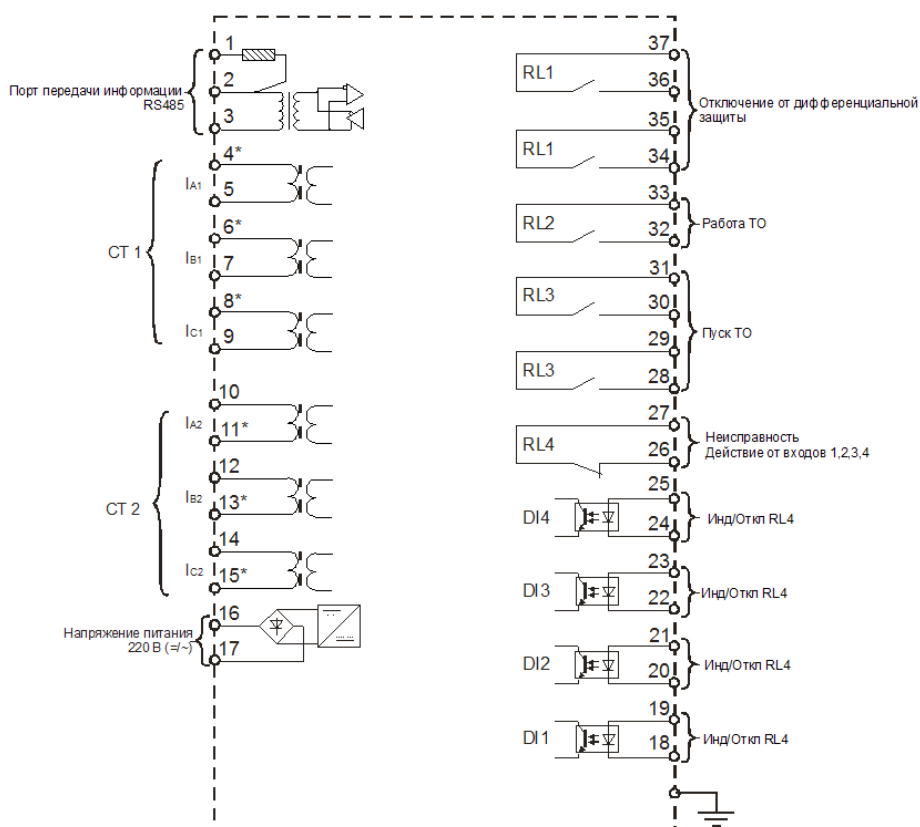 1
2
3
Порт передачи информации
RS485
4*
IA1
5
6*
IB1
7
CT 1
8*
IC1
9
10
IA2
11*
12
IB2
13*
CT 2
14
IC2
15*
16
Напряжение питания
220 В (=/~)
17
37
RL1
36
Отключение от дифференциальной
защиты
35
RL1
34
33
RL2
32
Работа ТО
31
RL3
30
Пуск ТО
29
RL3
28
27
RL4
26
Неисправность
Действие от входов 1,2,3,4
25
DI4
24
Инд/Откл RL4
23
DI3
22
Инд/Откл RL4
21
DI2
20
Инд/Откл RL4
19
DI1
18
Инд/Откл RL4